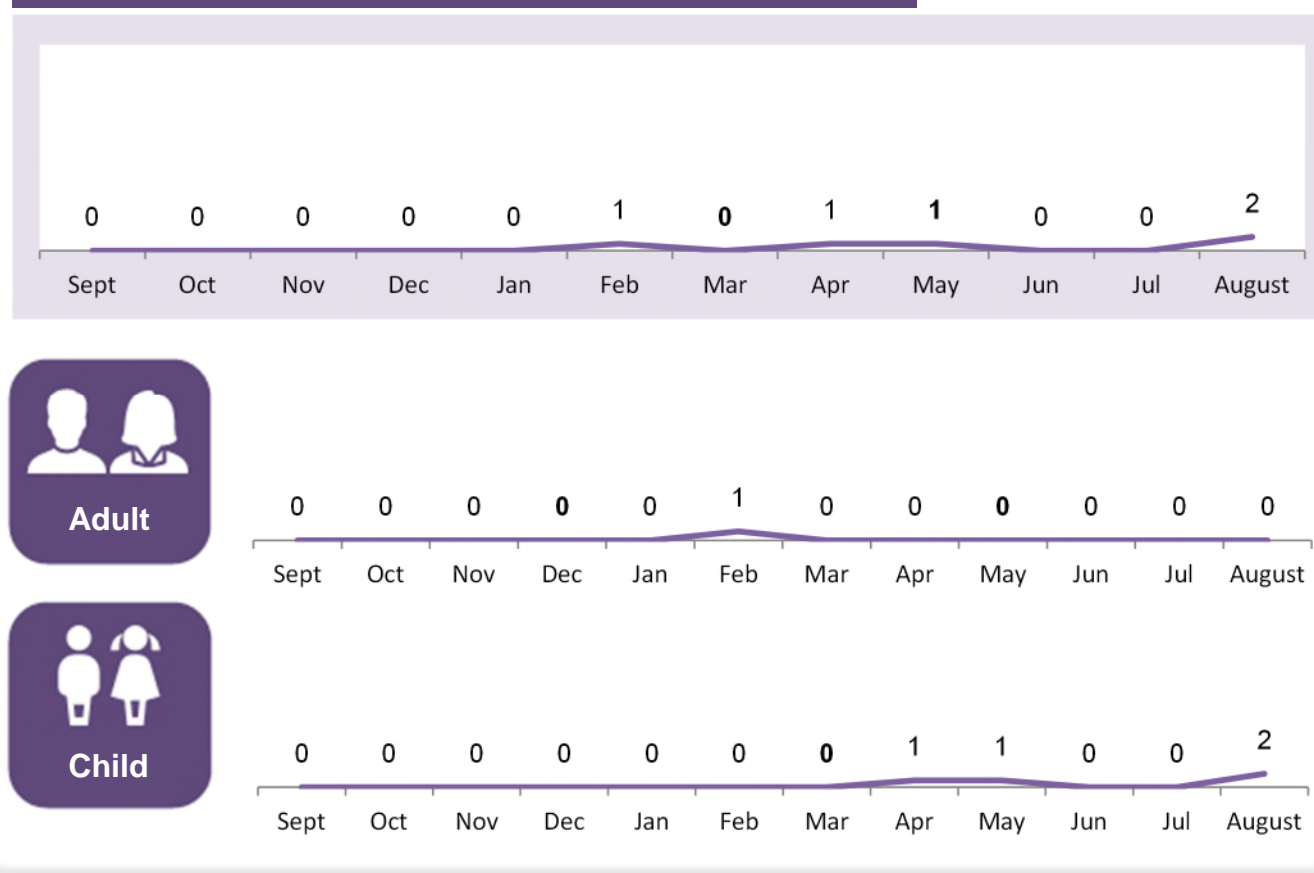 0 0 0 0 0 1 0 1 1 0 0 2
Sept Oct Nov Dec Jan Feb Mar Apr May Jun Jul August
Adult
0 0 0 0 0 1 0 0 0 0 0 0
Sept Oct Nov Dec Jan Feb Mar Apr May Jun Jul August
Child
0 0 0 0 0 0 0 1 1 0 0 2
Sept Oct Nov Dec Jan Feb Mar Apr May Jun Jul August